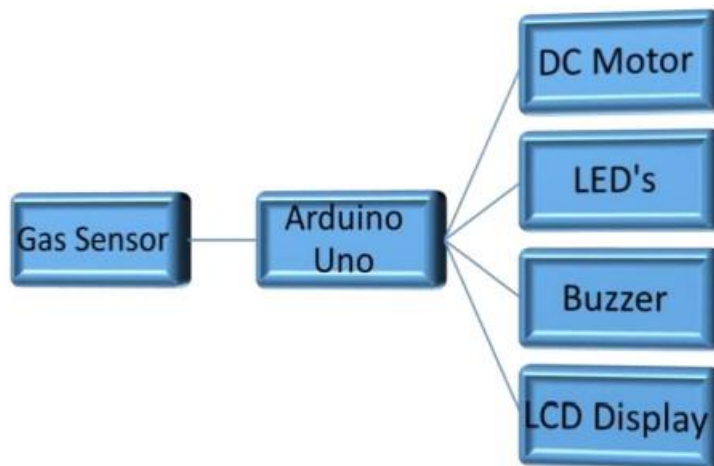 Gas Sensor
Arduino
Uno
DC Motor
LED's
Buzzer
LCD Display